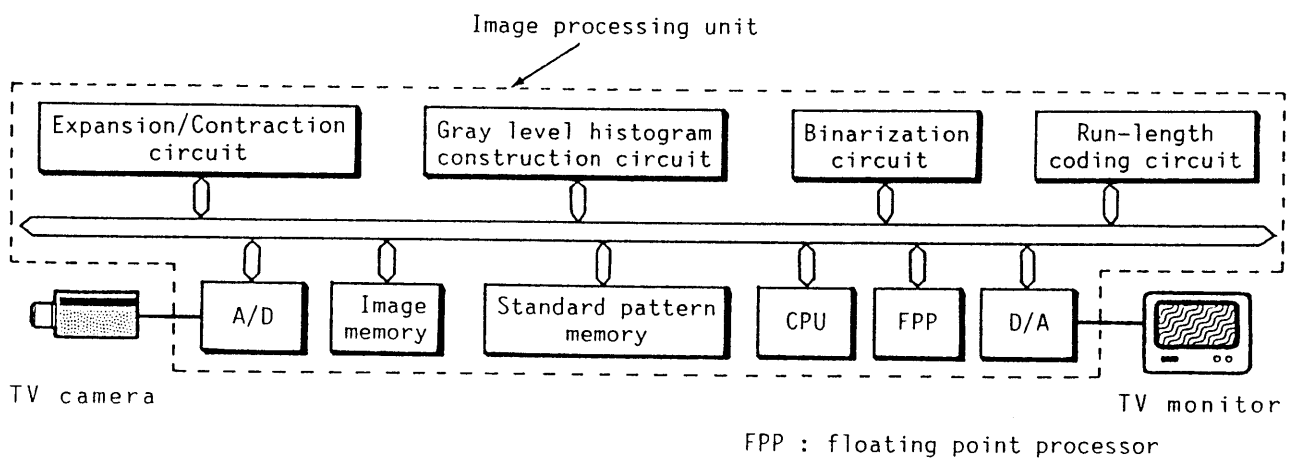 Image processing unit
Expansion/Contraction
circuit
Gray level histogram
construction circuit
Binarization
circuit
Run-length
coding circuit
A/D
Image
memory
Standard pattern
memory
CPU
FPP
D/A
TV camera
TV monitor
FPP : floating point processor